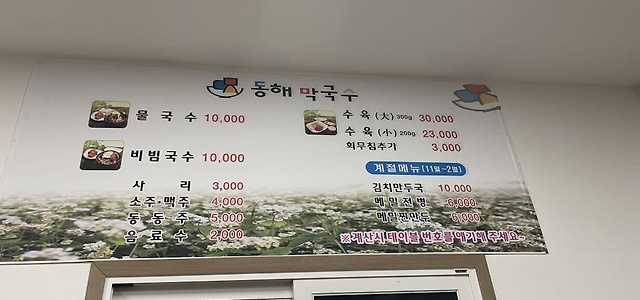 동해 막국수
물국수 10,000
비빔국수 10,000
사리 3,000
소주·맥주 4,000
동동주 5,000
음료수 2,000
수육(大) 300g 30,000
수육(小) 200g 23,000
회무침추가 3,000
계절메뉴(11월~2월)
김치만두국 10,000
메밀전병 6,000
메밀찐만두 6,000
※계산시 테이블 번호를 얘기해 주세요